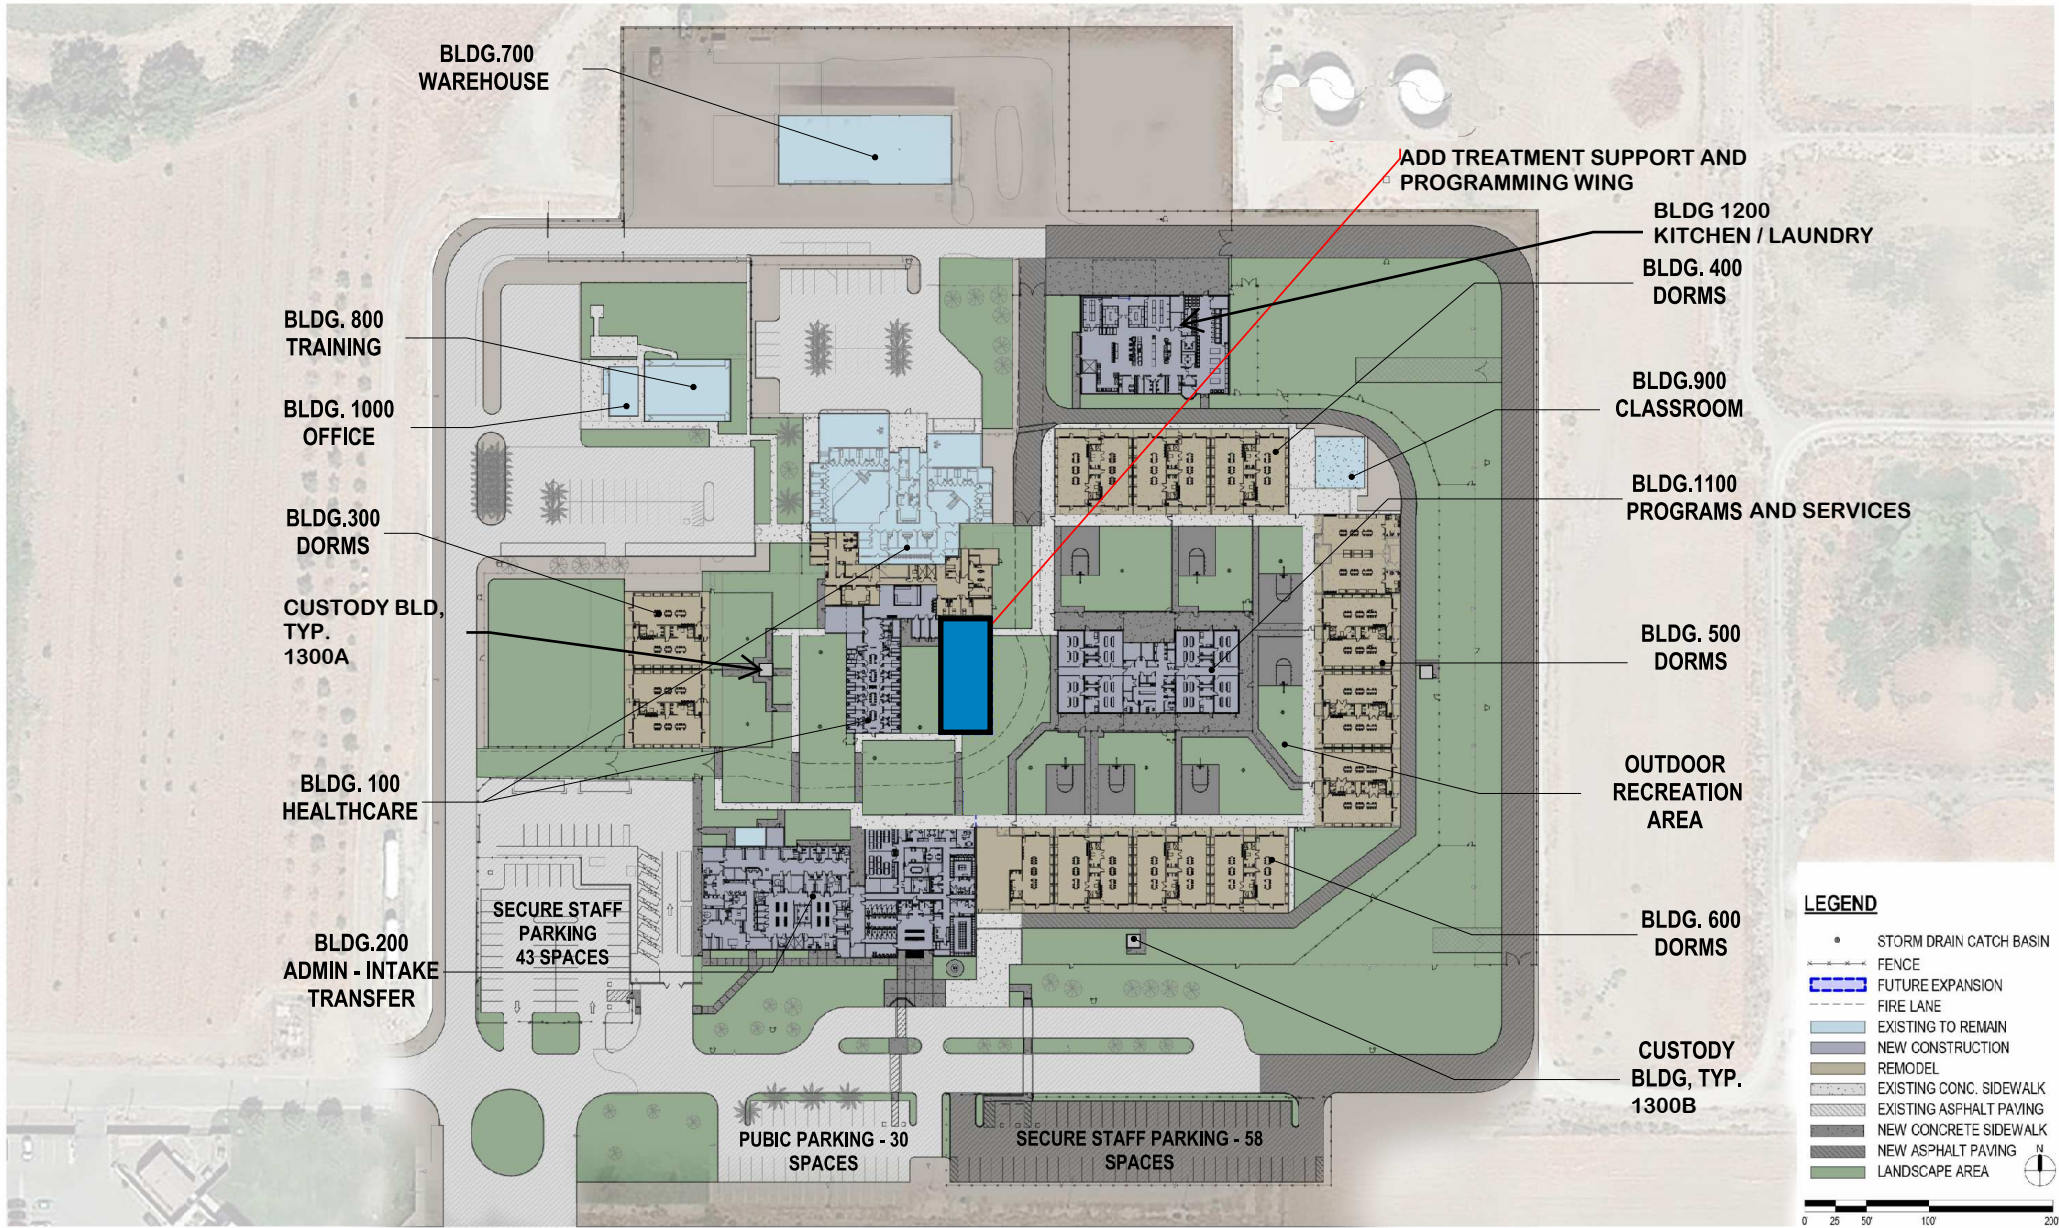 BLDG.700
WAREHOUSE
ADD TREATMENT SUPPORT AND
PROGRAMMING WING
BLDG 1200
KITCHEN / LAUNDRY
BLDG. 400
DORMS
BLDG. 800
TRAINING
BLDG.900
CLASSROOM
BLDG. 1000
OFFICE
BLDG.1100
PROGRAMS AND SERVICES
BLDG.300
DORMS
CUSTODY BLD,
TYP.
1300A
BLDG. 500
DORMS
BLDG. 100
HEALTHCARE
OUTDOOR
RECREATION
AREA
SECURE STAFF
PARKING
43 SPACES
BLDG.200
ADMIN - INTAKE
TRANSFER
BLDG. 600
DORMS
CUSTODY
BLDG, TYP.
1300B
PUBIC PARKING - 30
SPACES
SECURE STAFF PARKING - 58
SPACES
LEGEND
STORM DRAIN CATCH BASIN
FENCE
FUTURE EXPANSION
FIRE LANE
EXISTING TO REMAIN
NEW CONSTRUCTION
REMODEL
EXISTING CONC. SIDEWALK
EXISTING ASPHALT PAVING
NEW CONCRETE SIDEWALK
NEW ASPHALT PAVING
LANDSCAPE AREA
N
0 25 50' 100'